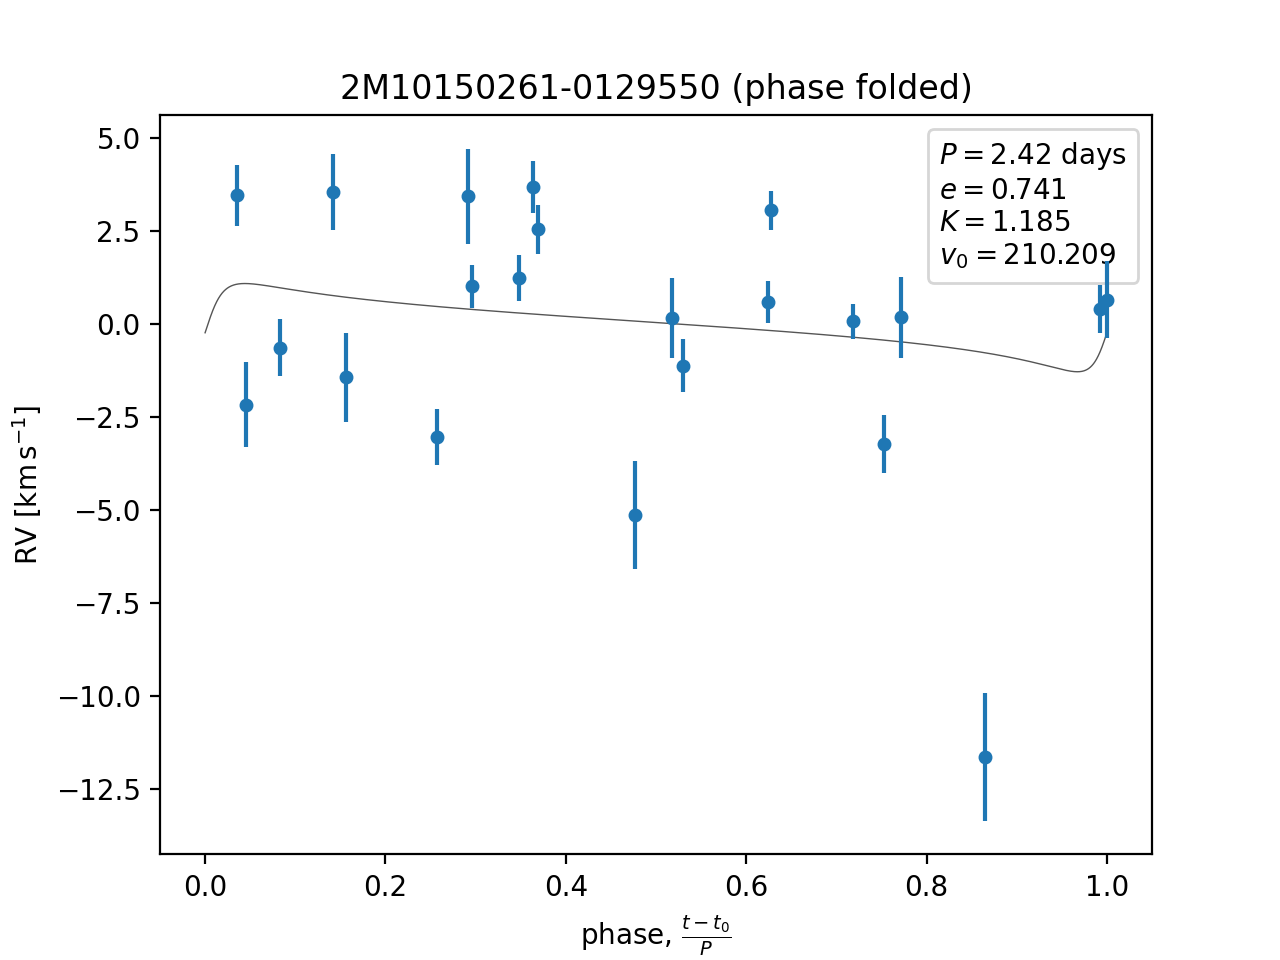 2M10150261-0129550 (phase folded)
P = 2.42 days
e = 0.741
K = 1.185
v₀ = 210.209
RV [km s⁻¹]
5.0
2.5
0.0
−2.5
−5.0
−7.5
−10.0
−12.5
0.0 0.2 0.4 0.6 0.8 1.0
phase, (t − t₀)/P